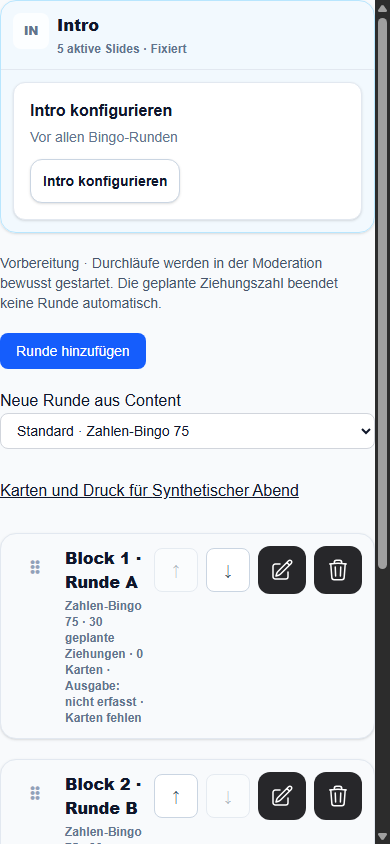 IN
Intro
5 aktive Slides · Fixiert
Intro konfigurieren
Vor allen Bingo-Runden
Intro konfigurieren
Vorbereitung · Durchläufe werden in der Moderation
bewusst gestartet. Die geplante Ziehungszahl beendet
keine Runde automatisch.
Runde hinzufügen
Neue Runde aus Content
Standard · Zahlen-Bingo 75
Karten und Druck für Synthetischer Abend
Block 1 ·
Runde A
↑ ↓
Zahlen-Bingo
75 · 30
geplante
Ziehungen · 0
Karten ·
Ausgabe:
nicht erfasst ·
Karten fehlen
Block 2 ·
Runde B
↑ ↓
Zahlen-Bingo